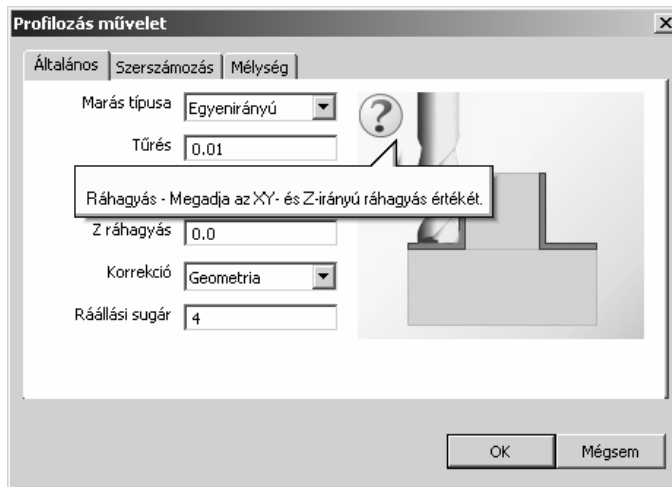 Profilozás művelet
Általános Szerszámozás Mélység
Marás típusa Egyenirányú
Tűrés 0.01
?
Ráhagyás - Megadja az XY- és Z-irányú ráhagyás értékét.
Z ráhagyás 0.0
Korrekció Geometria
Ráállási sugár 4
OK Mégsem